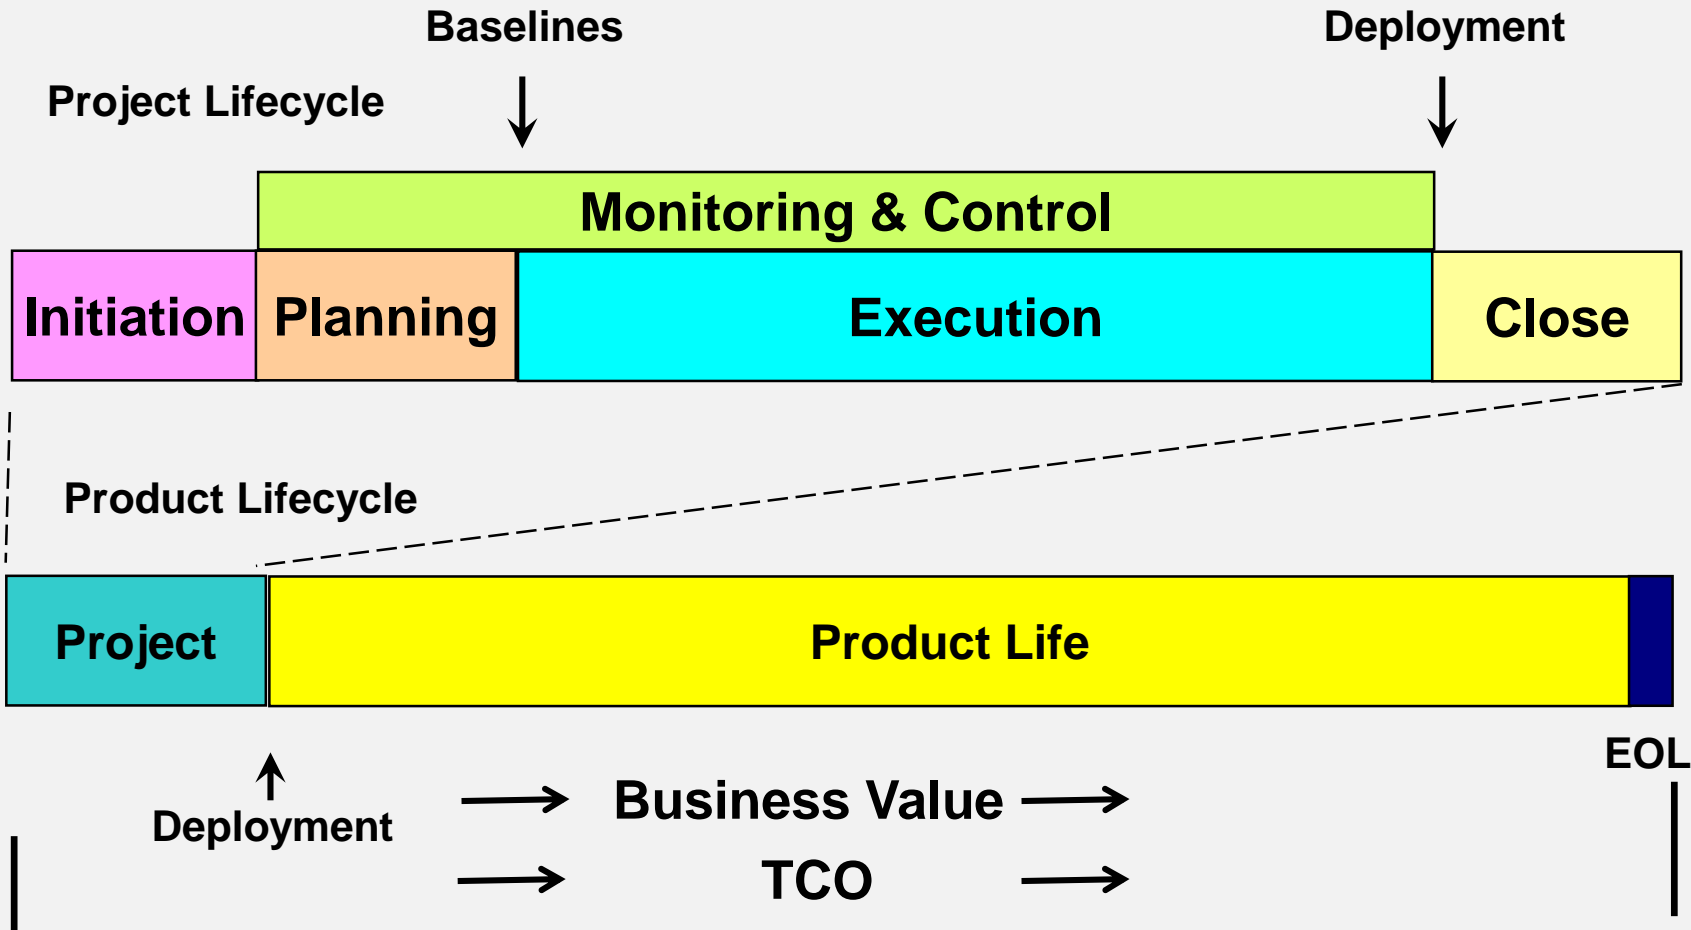 Baselines
Deployment
Project Lifecycle
Monitoring & Control
Initiation
Planning
Execution
Close
Product Lifecycle
Project
Product Life
EOL
Business Value
Deployment
TCO